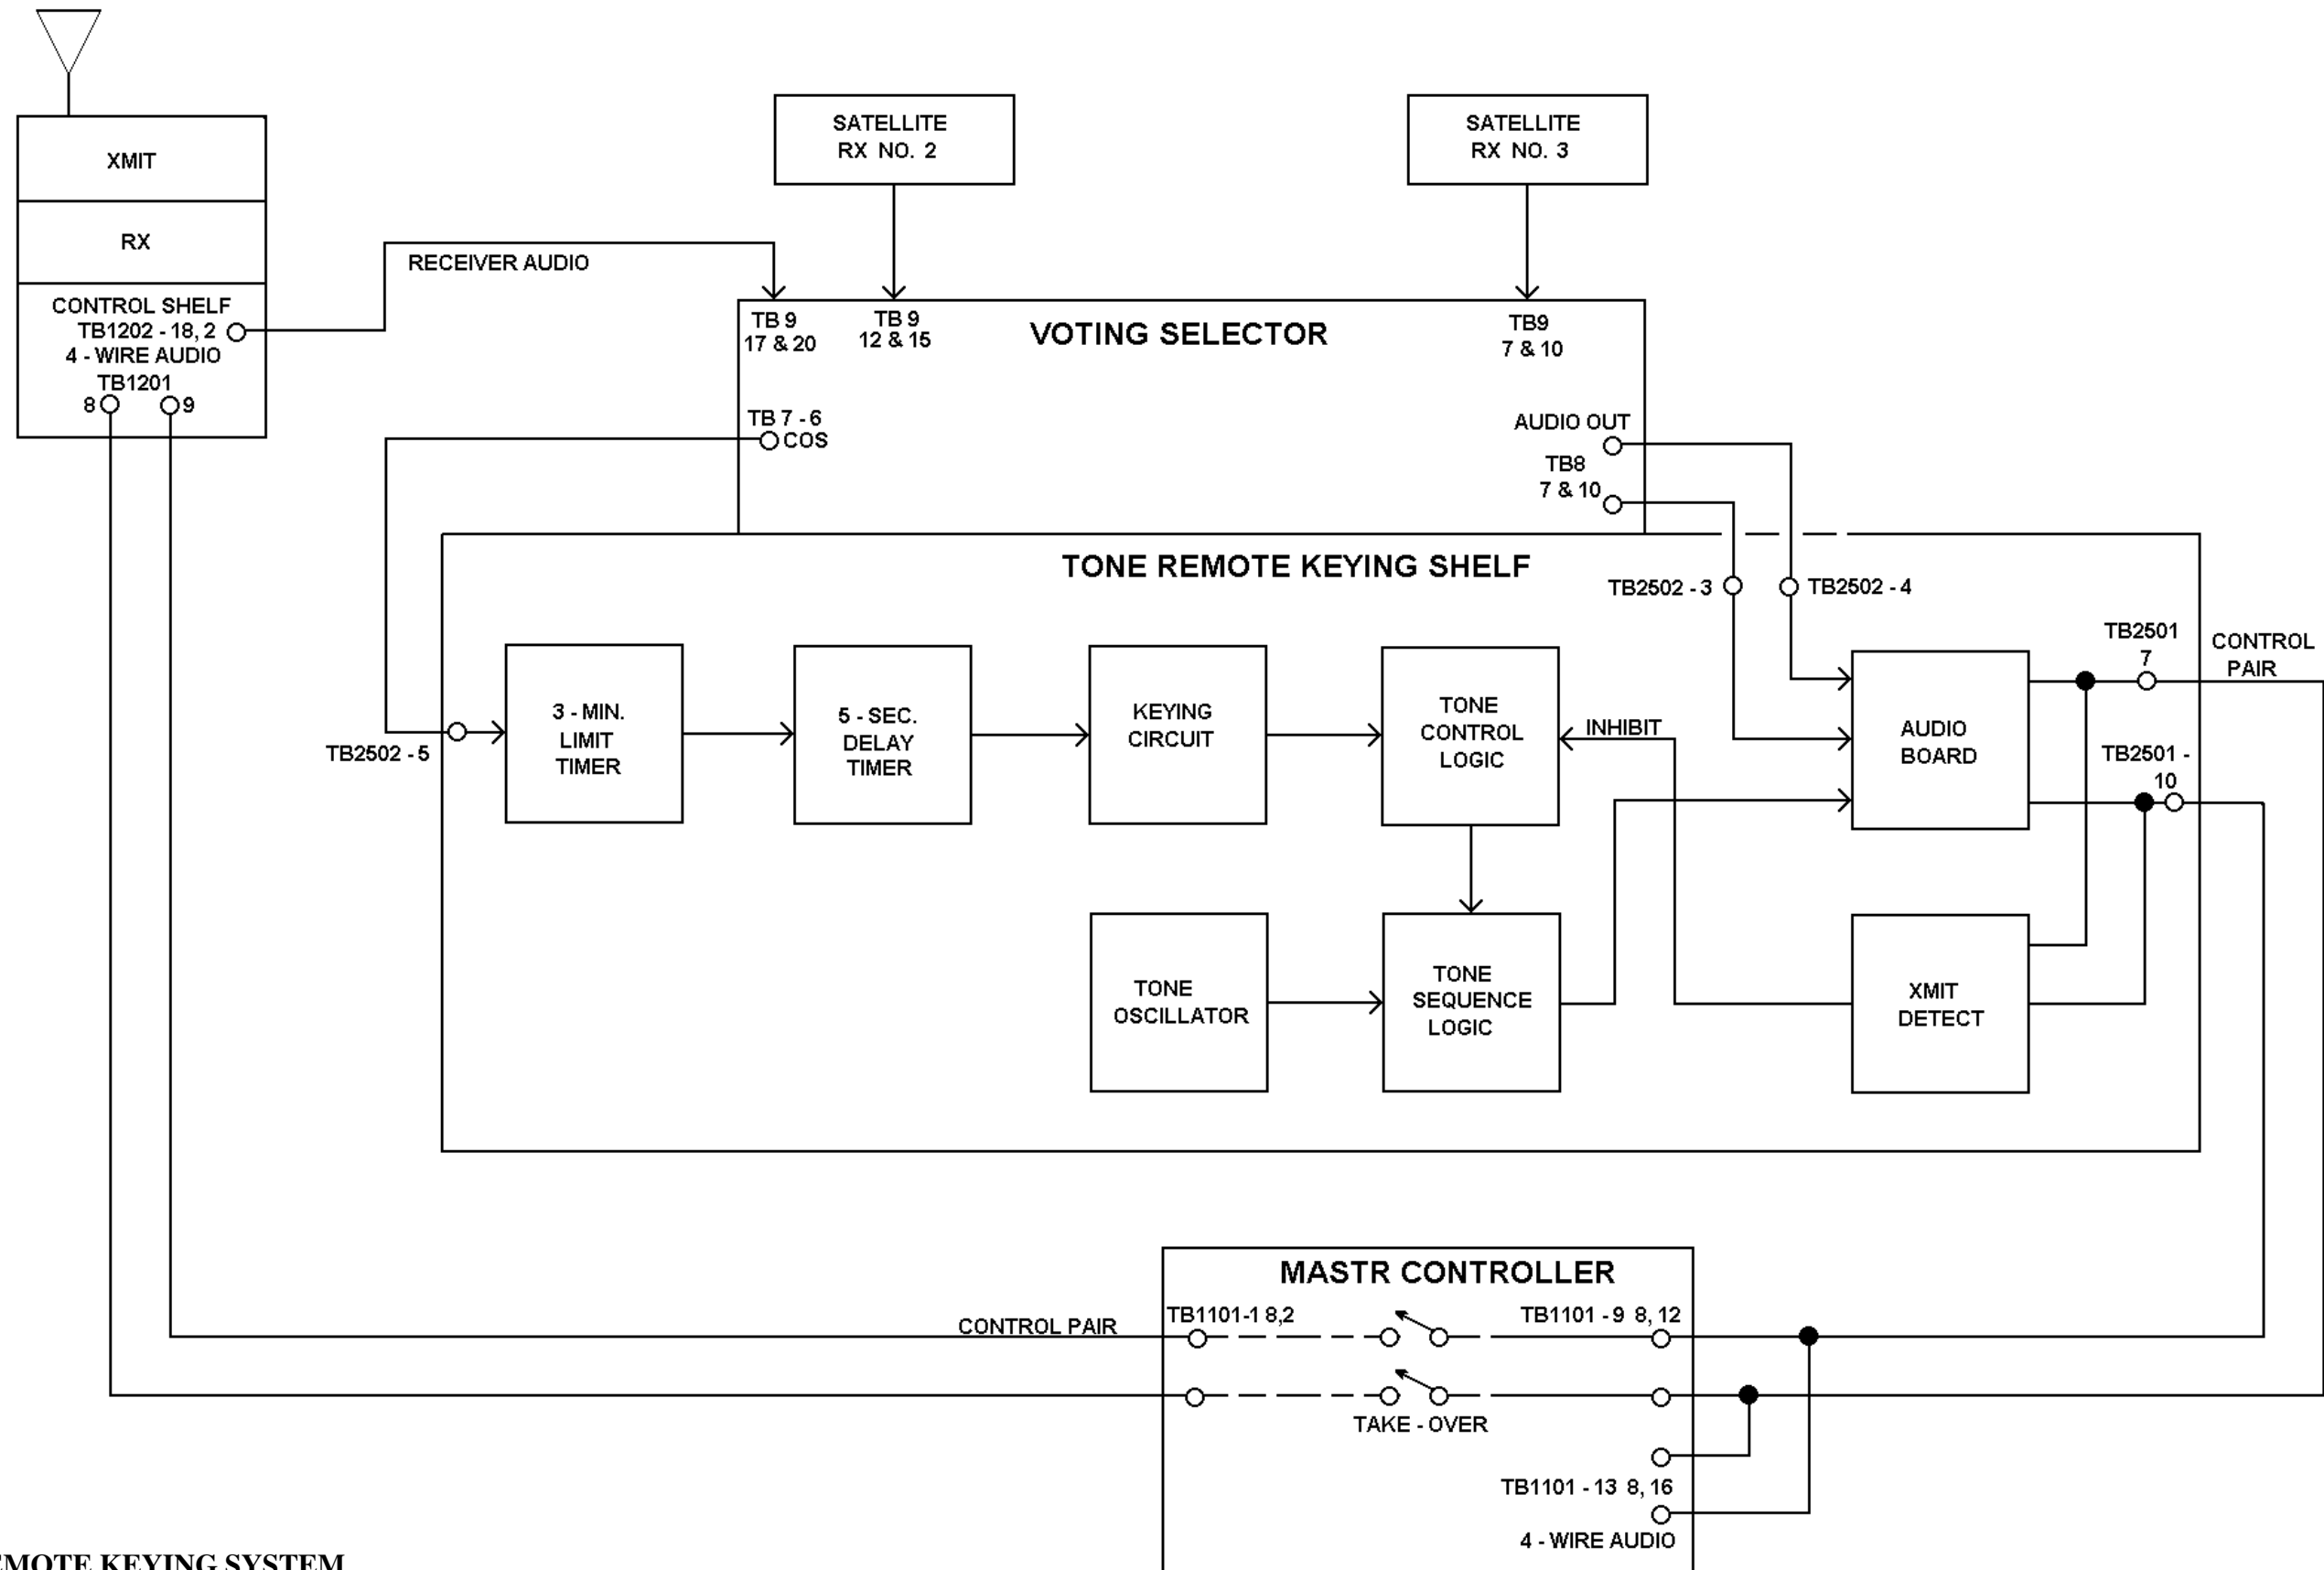 XMIT
RX
CONTROL SHELF
TB1202 - 18, 2
4 - WIRE AUDIO
TB1201
8
9
RECEIVER AUDIO
SATELLITE
RX NO. 2
SATELLITE
RX NO. 3
TB 9
17 & 20
TB 9
12 & 15
VOTING SELECTOR
TB9
7 & 10
TB 7 - 6
COS
AUDIO OUT
TB8
7 & 10
TONE REMOTE KEYING SHELF
TB2502 - 3
TB2502 - 4
TB2502 - 5
3 - MIN.
LIMIT
TIMER
5 - SEC.
DELAY
TIMER
KEYING
CIRCUIT
TONE
CONTROL
LOGIC
INHIBIT
AUDIO
BOARD
TB2501
7
CONTROL
PAIR
TB2501 -
10
TONE
OSCILLATOR
TONE
SEQUENCE
LOGIC
XMIT
DETECT
MASTR CONTROLLER
CONTROL PAIR
TB1101-1 8,2
TB1101 - 9 8, 12
TAKE - OVER
TB1101 - 13 8, 16
4 - WIRE AUDIO
KEYING SYSTEM